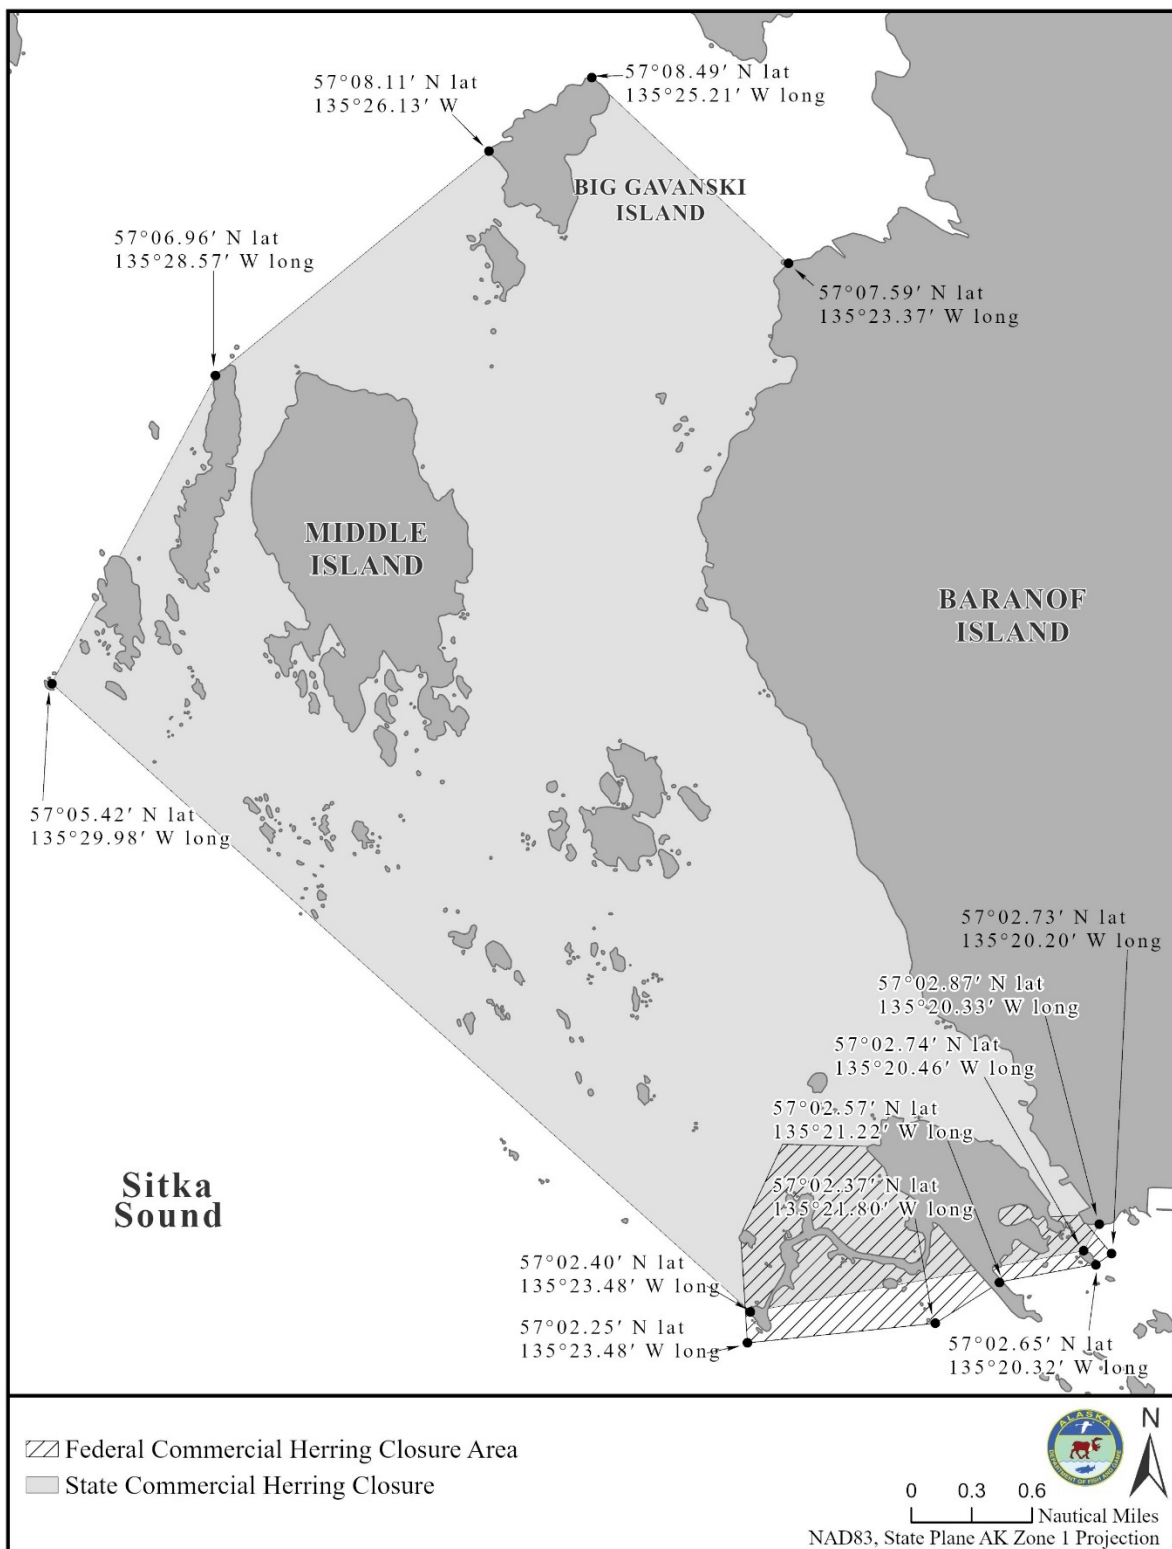 57°08.11′ N lat
135°26.13′ W
57°08.49′ N lat
135°25.21′ W long
BIG GAVANSKI
ISLAND
57°06.96′ N lat
135°28.57′ W long
57°07.59′ N lat
135°23.37′ W long
MIDDLE
ISLAND
BARANOF
ISLAND
57°05.42′ N lat
135°29.98′ W long
57°02.73′ N lat
135°20.20′ W long
57°02.87′ N lat
135°20.33′ W long
57°02.74′ N lat
135°20.46′ W long
57°02.57′ N lat
135°21.22′ W long
57°02.37′ N lat
135°21.80′ W long
Sitka
Sound
57°02.40′ N lat
135°23.48′ W long
57°02.25′ N lat
135°23.48′ W long
57°02.65′ N lat
135°20.32′ W long
Federal Commercial Herring Closure Area
State Commercial Herring Closure
ALASKA
DEPARTMENT OF FISH AND GAME
N
0 0.3 0.6
Nautical Miles
NAD83, State Plane AK Zone 1 Projection